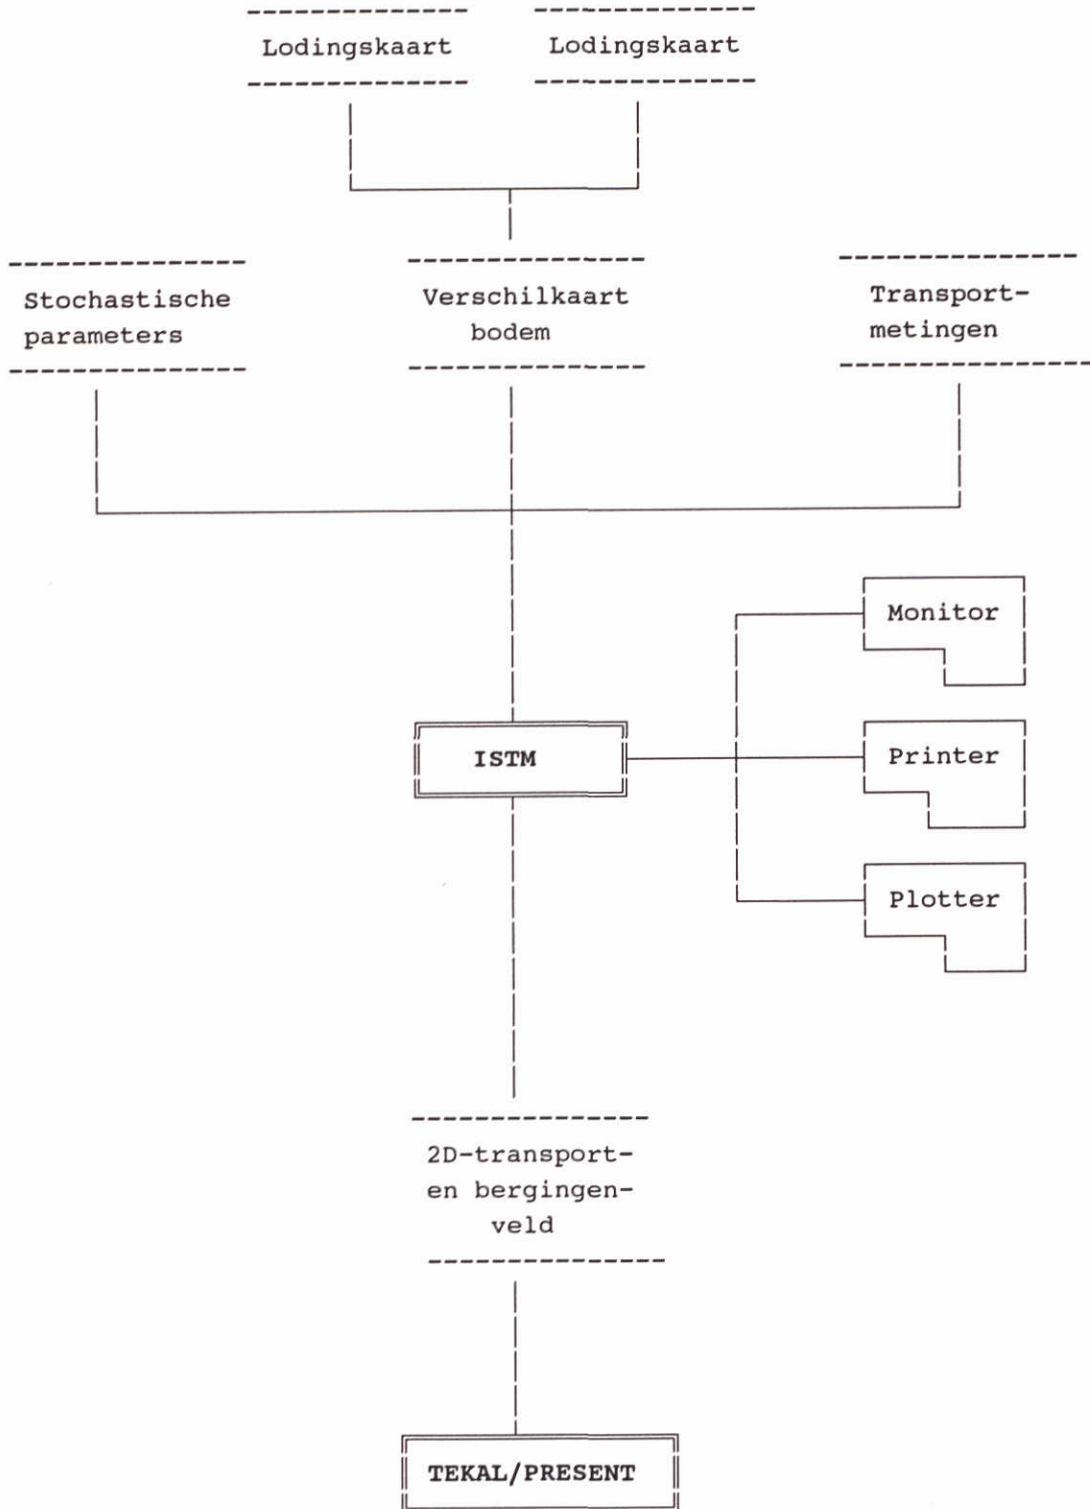 Lodingskaart
Lodingskaart
Stochastische
parameters
Verschilkaart
bodem
Transport-
metingen
Monitor
ISTM
Printer
Plotter
2D-transport-
en bergingen-
veld
TEKAL/PRESENT